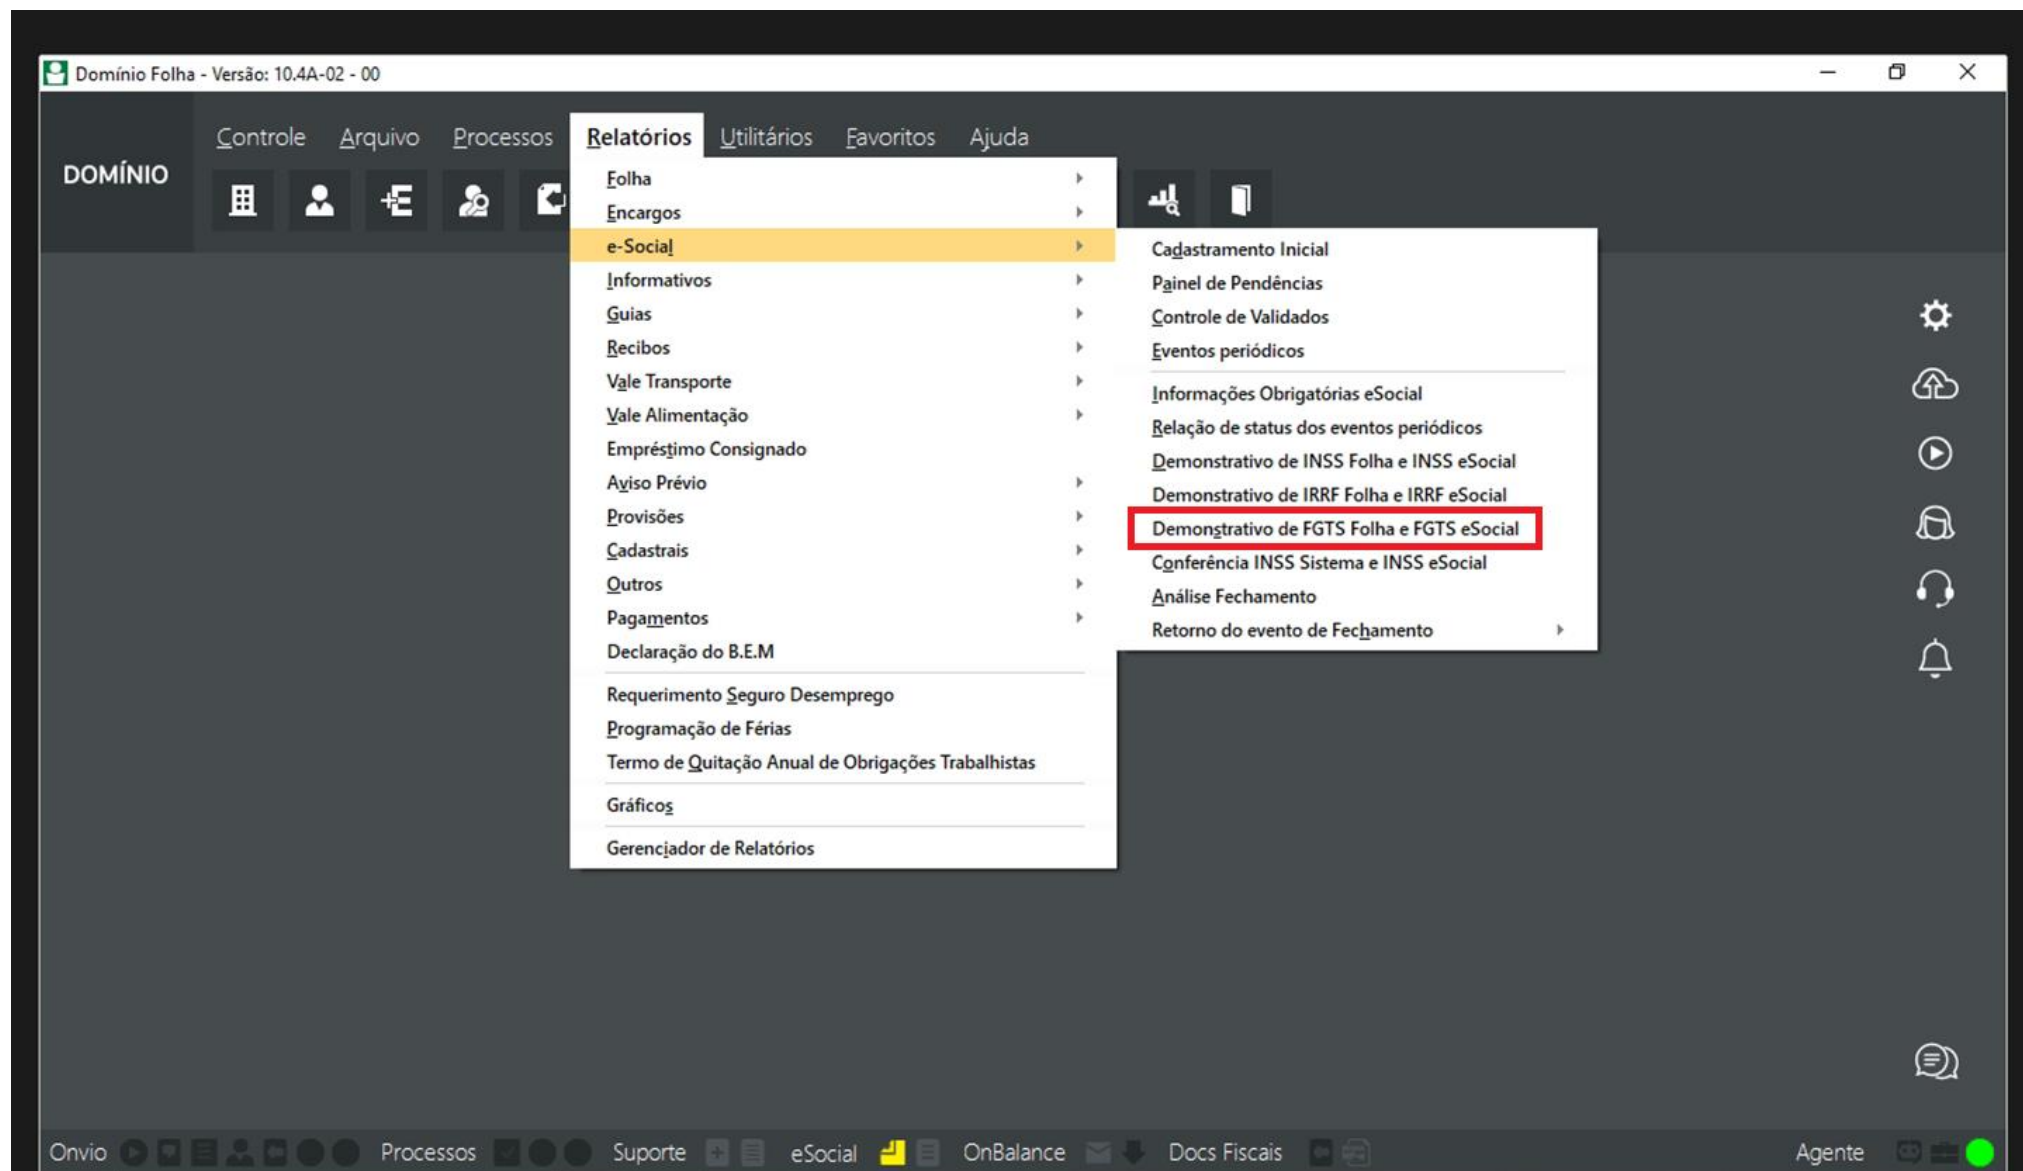 Domínio Folha - Versão: 10.4A-02 - 00
DOMÍNIO
Controle Arquivo Processos Relatórios Utilitários Favoritos Ajuda
Folha
Encargos
e-Social
Informativos
Guias
Recibos
Vale Transporte
Vale Alimentação
Empréstimo Consignado
Aviso Prévio
Provisões
Cadastrais
Outros
Pagamentos
Declaração do B.E.M
Requerimento Seguro Desemprego
Programação de Férias
Termo de Quitação Anual de Obrigações Trabalhistas
Gráficos
Gerenciador de Relatórios
Cadastramento Inicial
Painel de Pendências
Controle de Validados
Eventos periódicos
Informações Obrigatórias eSocial
Relação de status dos eventos periódicos
Demonstrativo de INSS Folha e INSS eSocial
Demonstrativo de IRRF Folha e IRRF eSocial
Demonstrativo de FGTS Folha e FGTS eSocial
Conferência INSS Sistema e INSS eSocial
Análise Fechamento
Retorno do evento de Fechamento
Onvio Processos Suporte eSocial OnBalance Docs Fiscais Agente